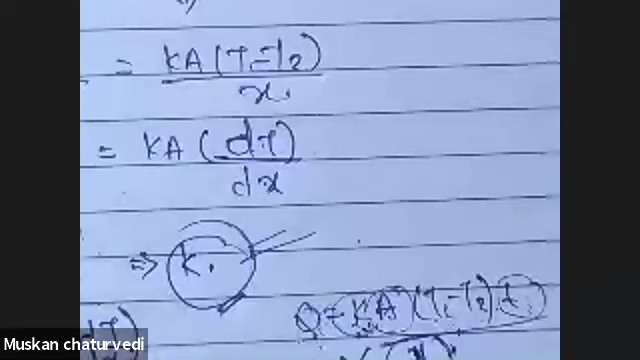 = KA(T₁-T₂)
x
= KA (dT)
dx
⇒ K
Q = KA (T₁-T₂) t
Muskan chaturvedi